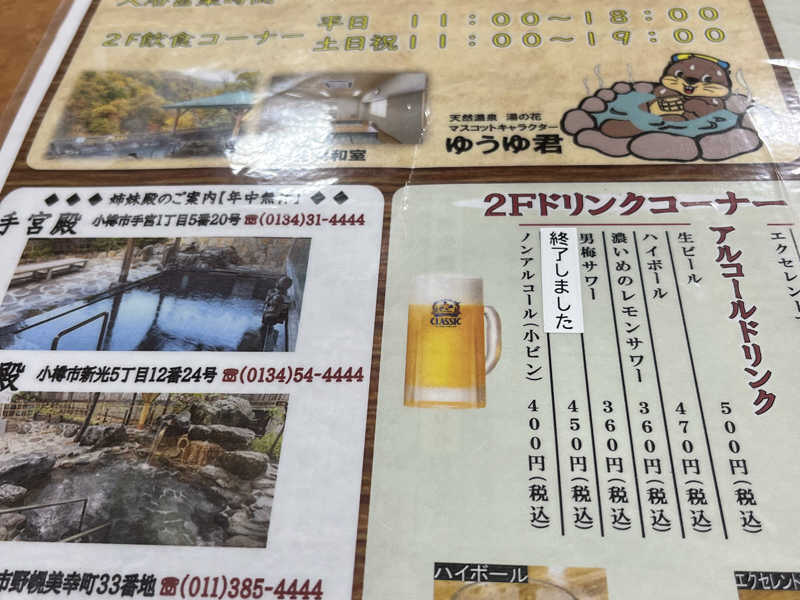 平日 11:00～18:00
2F飲食コーナー 土日祝11:00～19:00
和室
天然温泉 湯の花
マスコットキャラクター
ゆうゆ君
◆◆◆ 姉妹殿のご案内【年中無休】◆◆
手宮殿 小樽市手宮1丁目5番20号 ☎(0134)31-4444
殿 小樽市新光5丁目12番24号 ☎(0134)54-4444
市野幌美幸町33番地 ☎(011)385-4444
2Fドリンクコーナー
エクセレン
アルコールドリンク
生ビール 500円(税込)
ハイボール 470円(税込)
濃いめのレモンサワー 360円(税込)
男梅サワー 360円(税込)
終了しました 450円(税込)
ノンアルコール(小ビン) 400円(税込)
CLASSIC
ハイボール
エクセレント